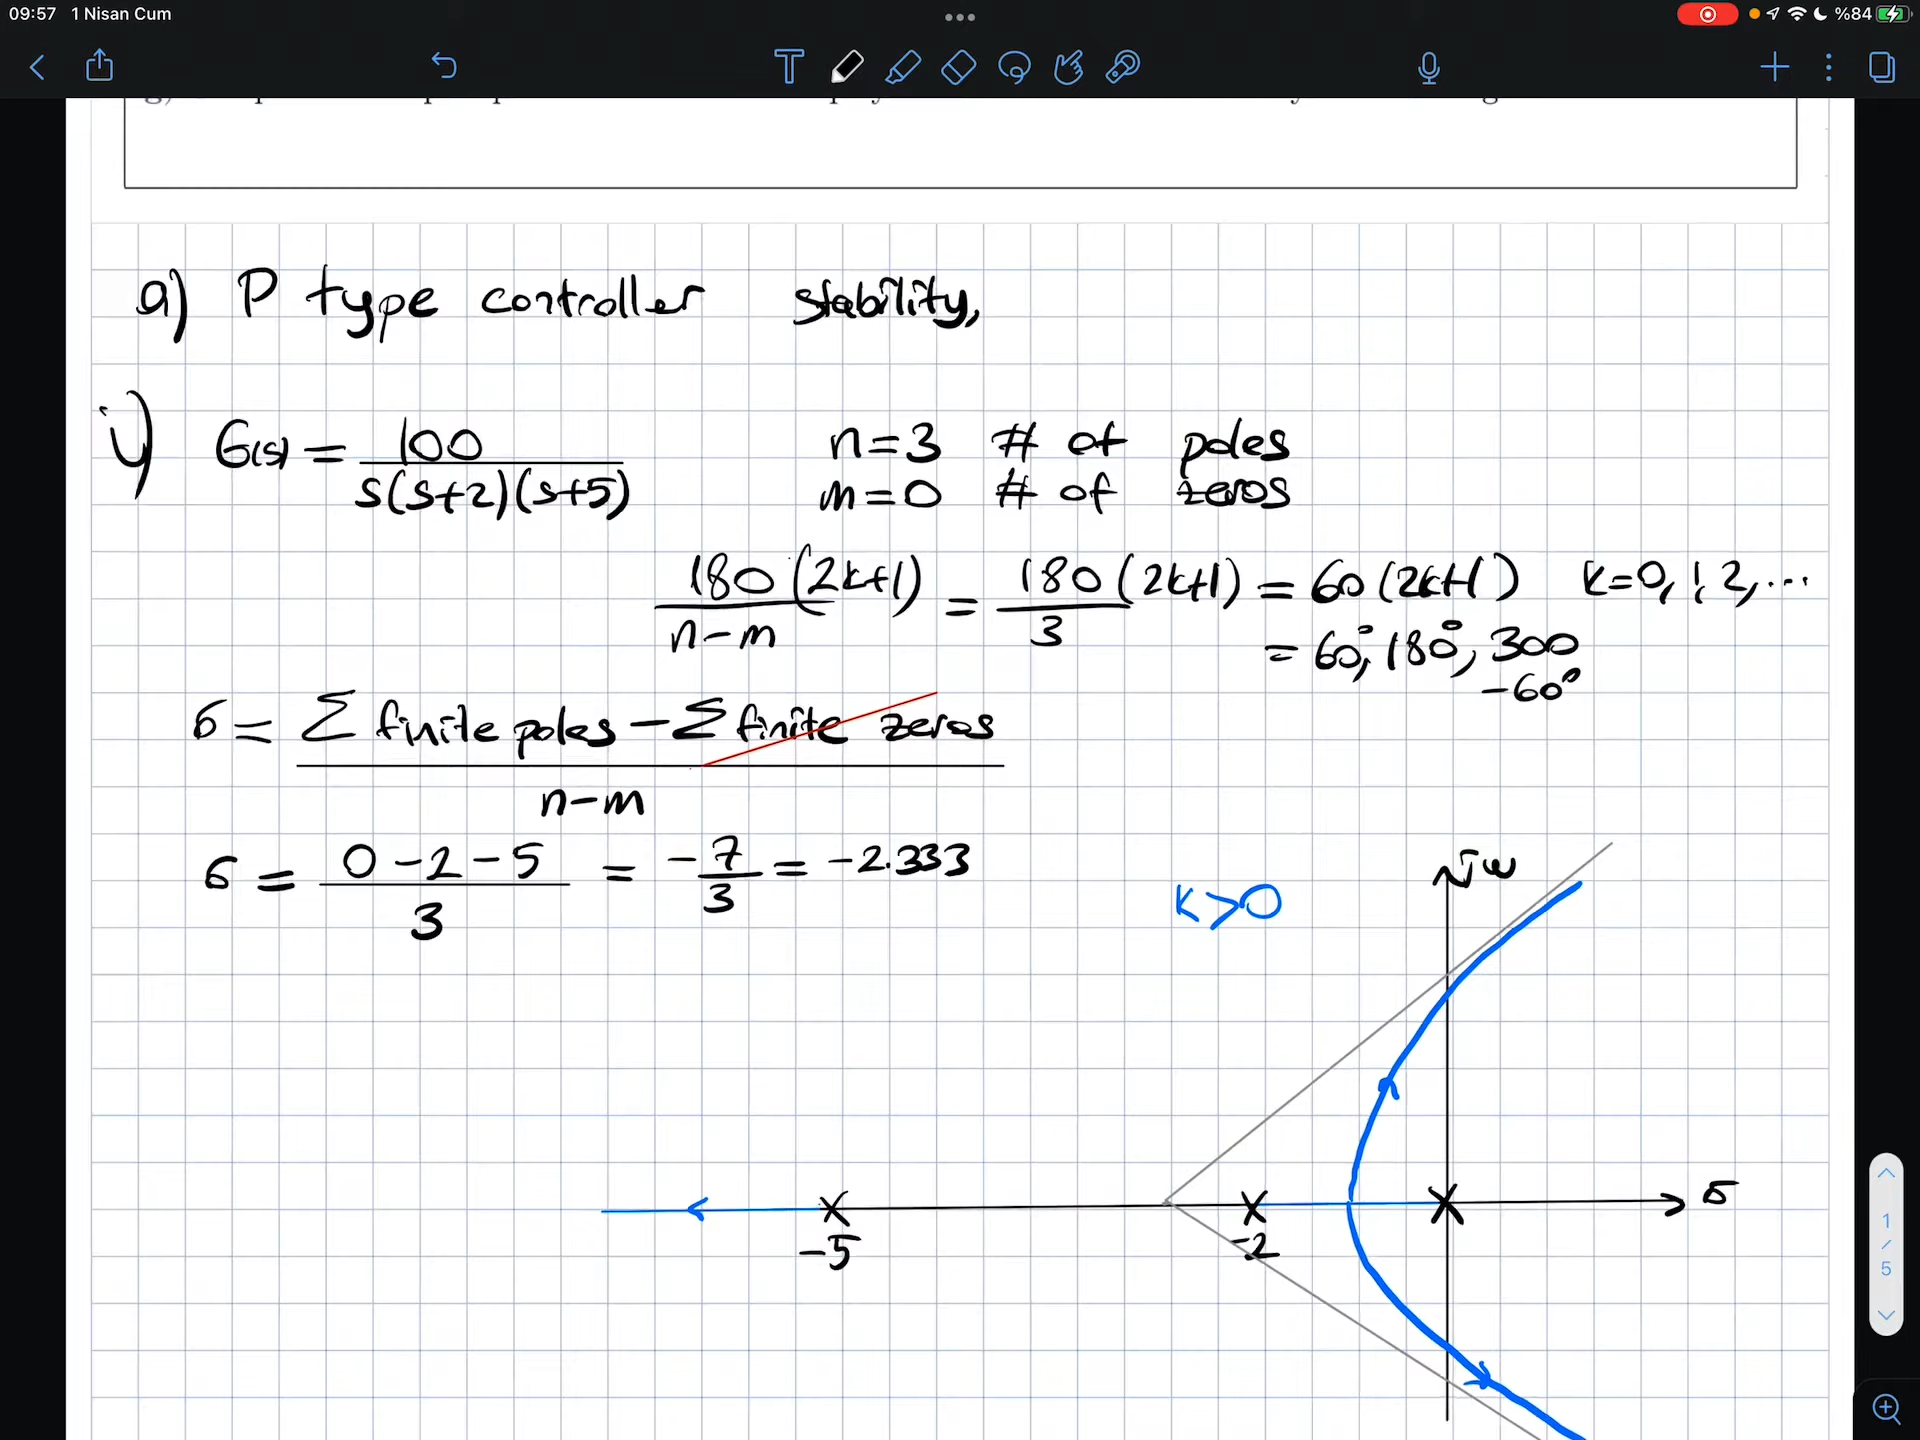 09:57 1 Nisan Cum
%84
a) P type controller stability,
i) G(s) = 100 / s(s+2)(s+5)
n=3 # of poles
m=0 # of zeros
180(2k+1) / n-m = 180(2k+1) / 3 = 60(2k+1) k=0,1,2,...
= 60°, 180°, 300
-60°
σ = Σ finite poles - Σ finite zeros / n-m
σ = 0-2-5 / 3 = -7/3 = -2.333
K>0
jω
σ
-5
-2
1
/
5